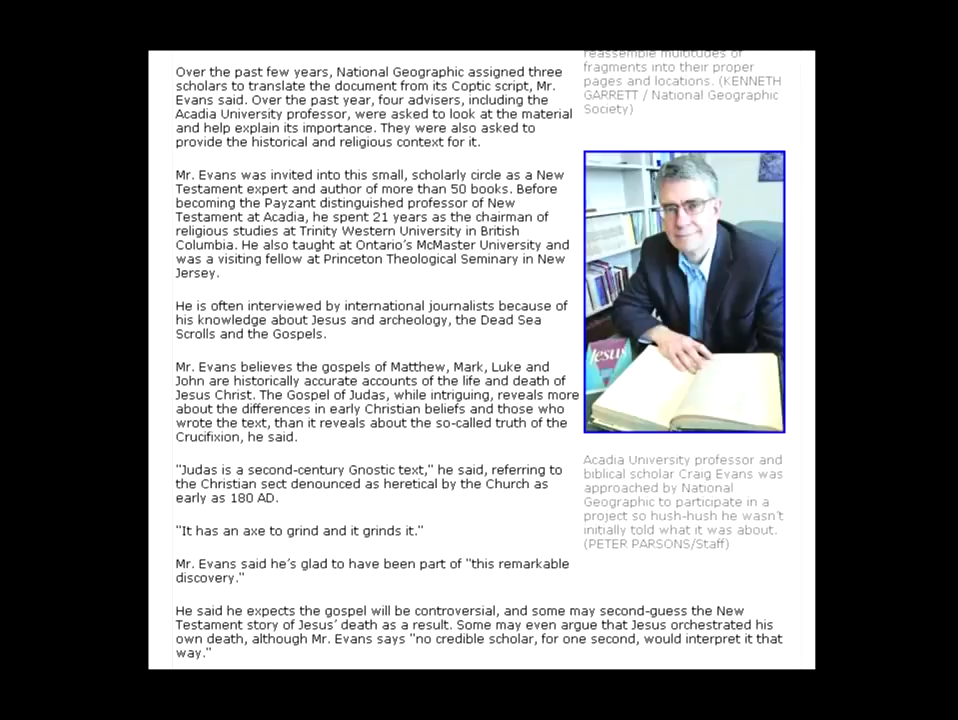 Over the past few years, National Geographic assigned three
scholars to translate the document from its Coptic script, Mr.
Evans said. Over the past year, four advisers, including the
Acadia University professor, were asked to look at the material
and help explain its importance. They were also asked to
provide the historical and religious context for it.
Mr. Evans was invited into this small, scholarly circle as a New
Testament expert and author of more than 50 books. Before
becoming the Payzant distinguished professor of New
Testament at Acadia, he spent 21 years as the chairman of
religious studies at Trinity Western University in British
Columbia. He also taught at Ontario's McMaster University and
was a visiting fellow at Princeton Theological Seminary in New
Jersey.
He is often interviewed by international journalists because of
his knowledge about Jesus and archeology, the Dead Sea
Scrolls and the Gospels.
Mr. Evans believes the gospels of Matthew, Mark, Luke and
John are historically accurate accounts of the life and death of
Jesus Christ. The Gospel of Judas, while intriguing, reveals more
about the differences in early Christian beliefs and those who
wrote the text, than it reveals about the so-called truth of the
Crucifixion, he said.
"Judas is a second-century Gnostic text," he said, referring to
the Christian sect denounced as heretical by the Church as
early as 180 AD.
"It has an axe to grind and it grinds it."
Mr. Evans said he's glad to have been part of "this remarkable
discovery."
He said he expects the gospel will be controversial, and some may second-guess the New
Testament story of Jesus' death as a result. Some may even argue that Jesus orchestrated his
own death, although Mr. Evans says "no credible scholar, for one second, would interpret it that
way."
reassemble multitudes of
fragments into their proper
pages and locations. (KENNETH
GARRETT / National Geographic
Society)
Jesus
Acadia University professor and
biblical scholar Craig Evans was
approached by National
Geographic to participate in a
project so hush-hush he wasn't
initially told what it was about.
(PETER PARSONS/Staff)